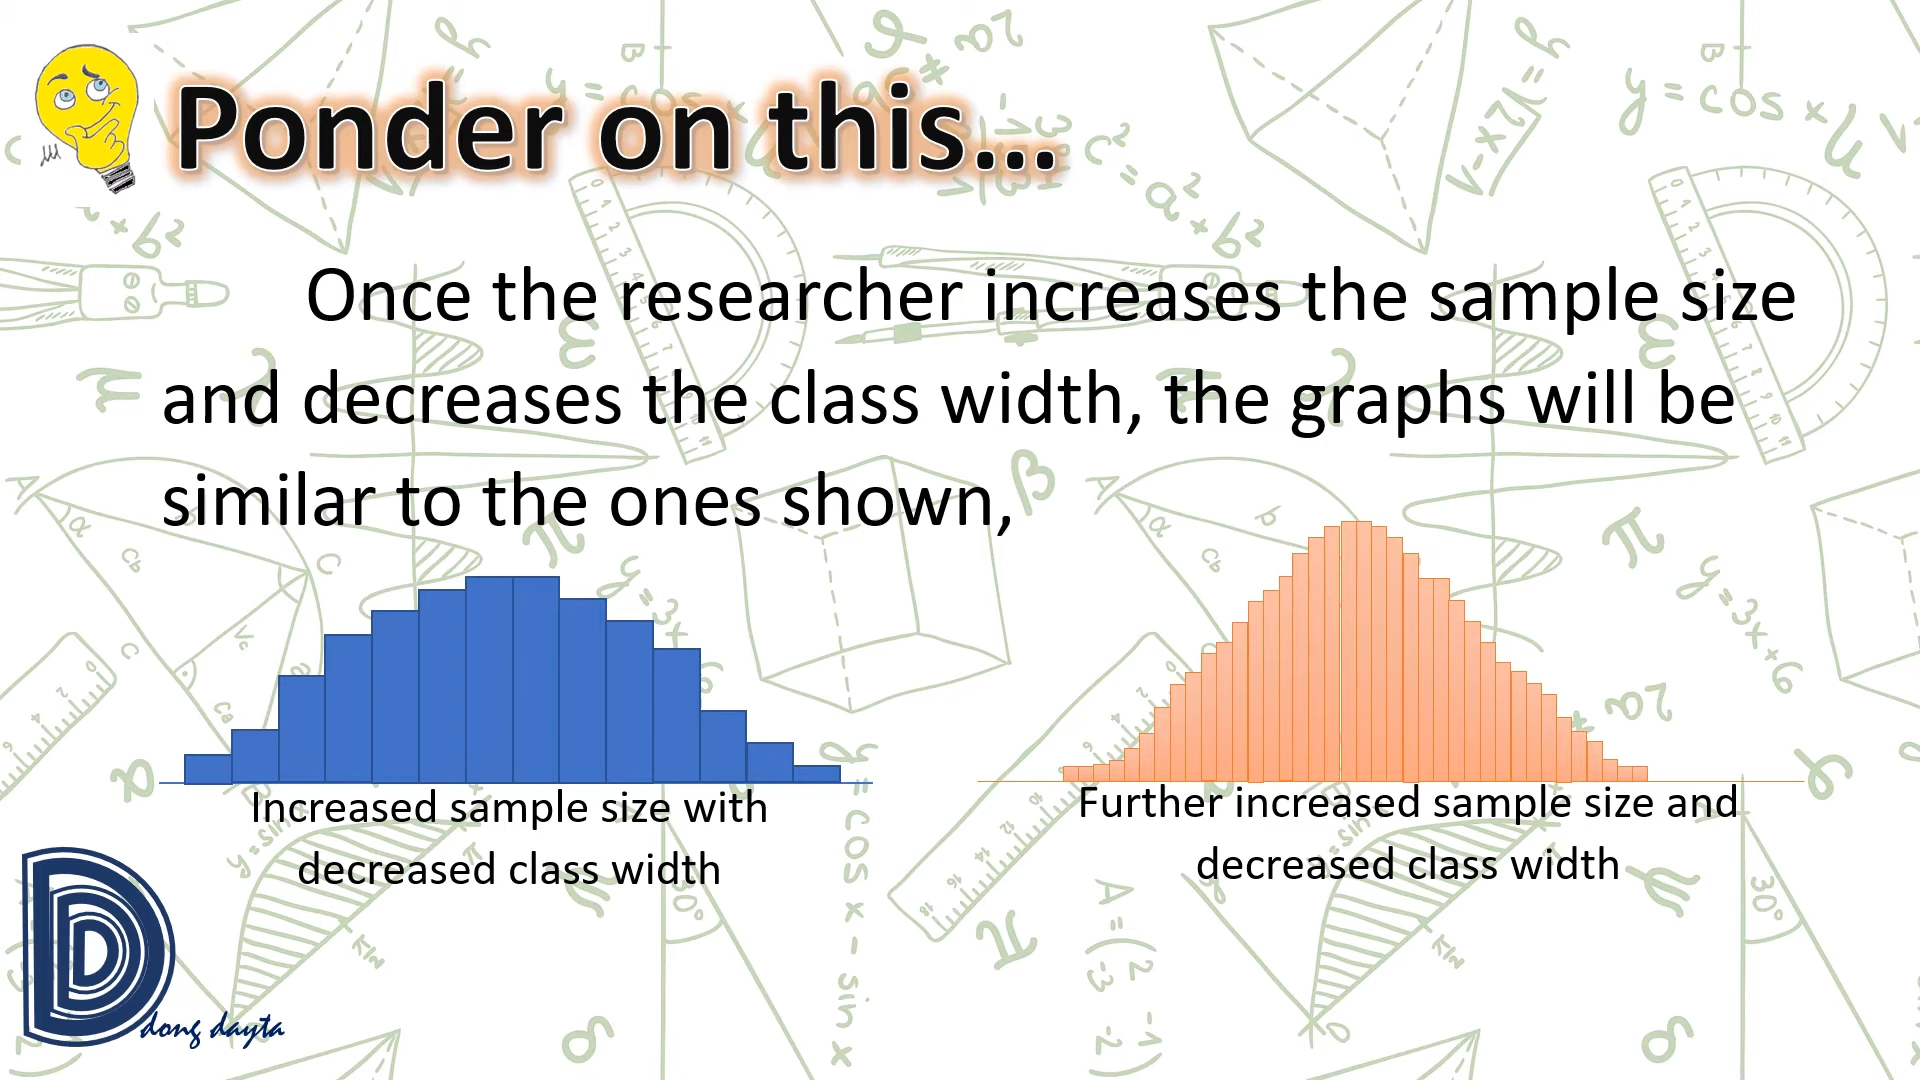 Ponder on this...
Once the researcher increases the sample size
and decreases the class width, the graphs will be
similar to the ones shown,
Increased sample size with
decreased class width
Further increased sample size and
decreased class width
dong dayta